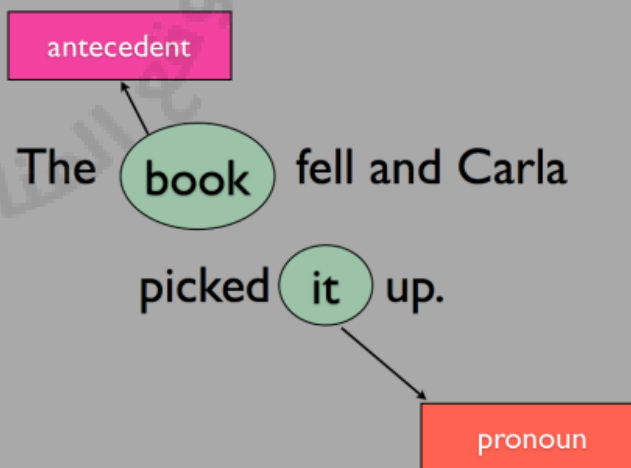 antecedent
The book fell and Carla
picked it up.
pronoun